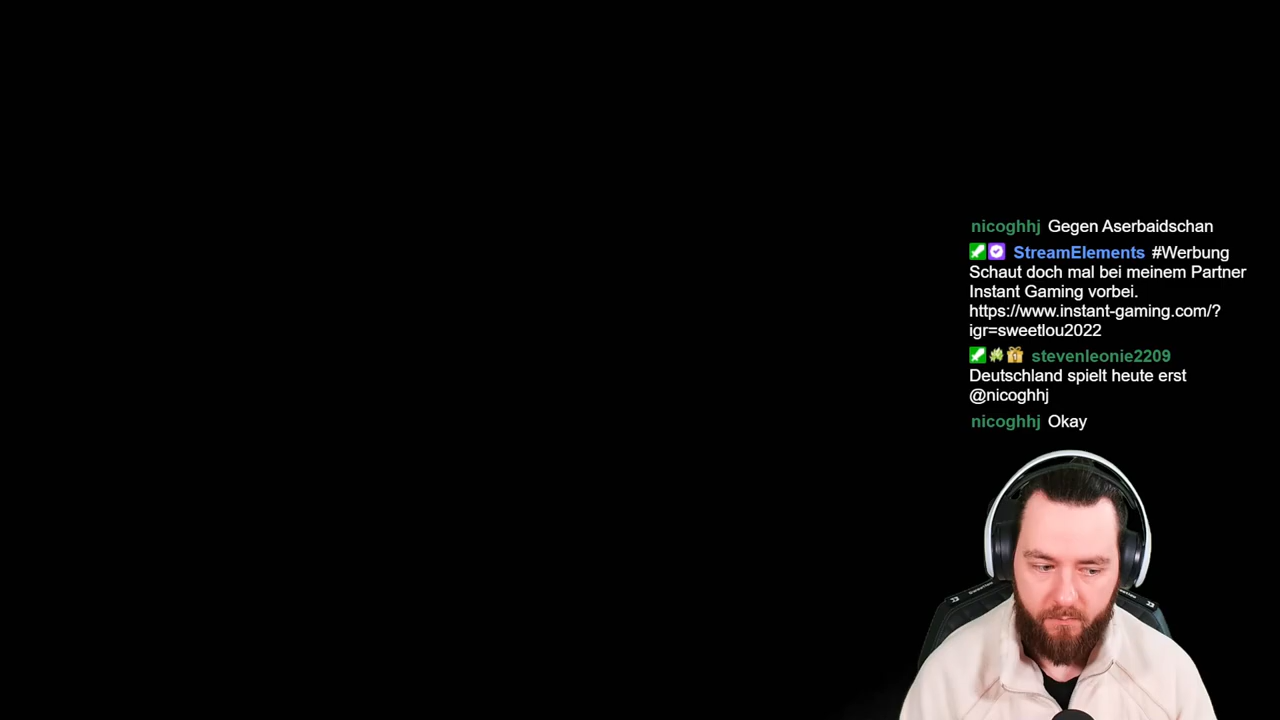 nicoghhj Gegen Aserbaidschan
StreamElements #Werbung
Schaut doch mal bei meinem Partner
Instant Gaming vorbei.
https://www.instant-gaming.com/?
igr=sweetlou2022
stevenleonie2209
Deutschland spielt heute erst
@nicoghhj
nicoghhj Okay